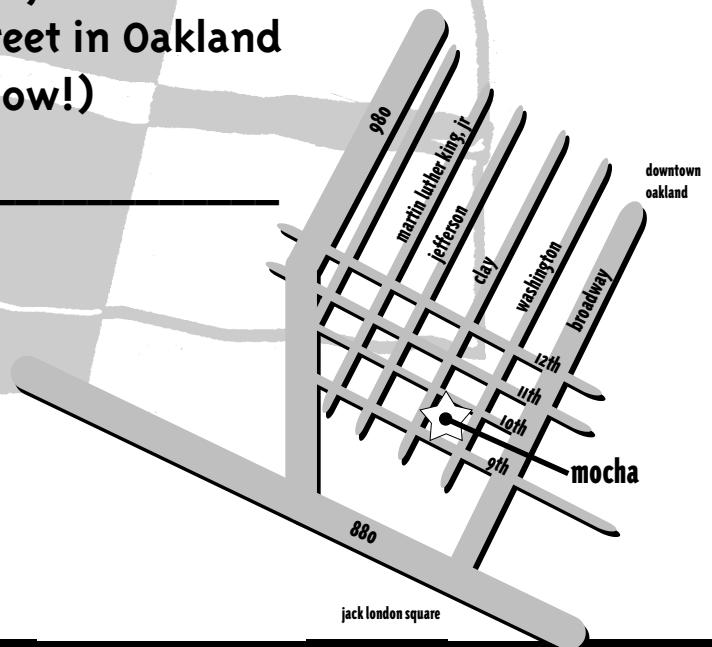 eet in Oakland
ow!)
980
martin luther king, jr
jefferson
clay
washington
broadway
downtown
oakland
12th
11th
10th
9th
mocha
880
jack london square